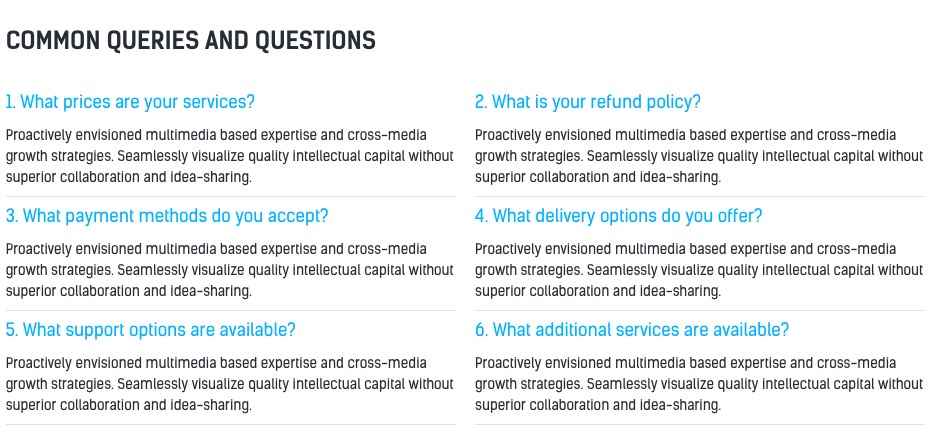 COMMON QUERIES AND QUESTIONS
1. What prices are your services?
Proactively envisioned multimedia based expertise and cross-media
growth strategies. Seamlessly visualize quality intellectual capital without
superior collaboration and idea-sharing.
2. What is your refund policy?
Proactively envisioned multimedia based expertise and cross-media
growth strategies. Seamlessly visualize quality intellectual capital without
superior collaboration and idea-sharing.
3. What payment methods do you accept?
Proactively envisioned multimedia based expertise and cross-media
growth strategies. Seamlessly visualize quality intellectual capital without
superior collaboration and idea-sharing.
4. What delivery options do you offer?
Proactively envisioned multimedia based expertise and cross-media
growth strategies. Seamlessly visualize quality intellectual capital without
superior collaboration and idea-sharing.
5. What support options are available?
Proactively envisioned multimedia based expertise and cross-media
growth strategies. Seamlessly visualize quality intellectual capital without
superior collaboration and idea-sharing.
6. What additional services are available?
Proactively envisioned multimedia based expertise and cross-media
growth strategies. Seamlessly visualize quality intellectual capital without
superior collaboration and idea-sharing.